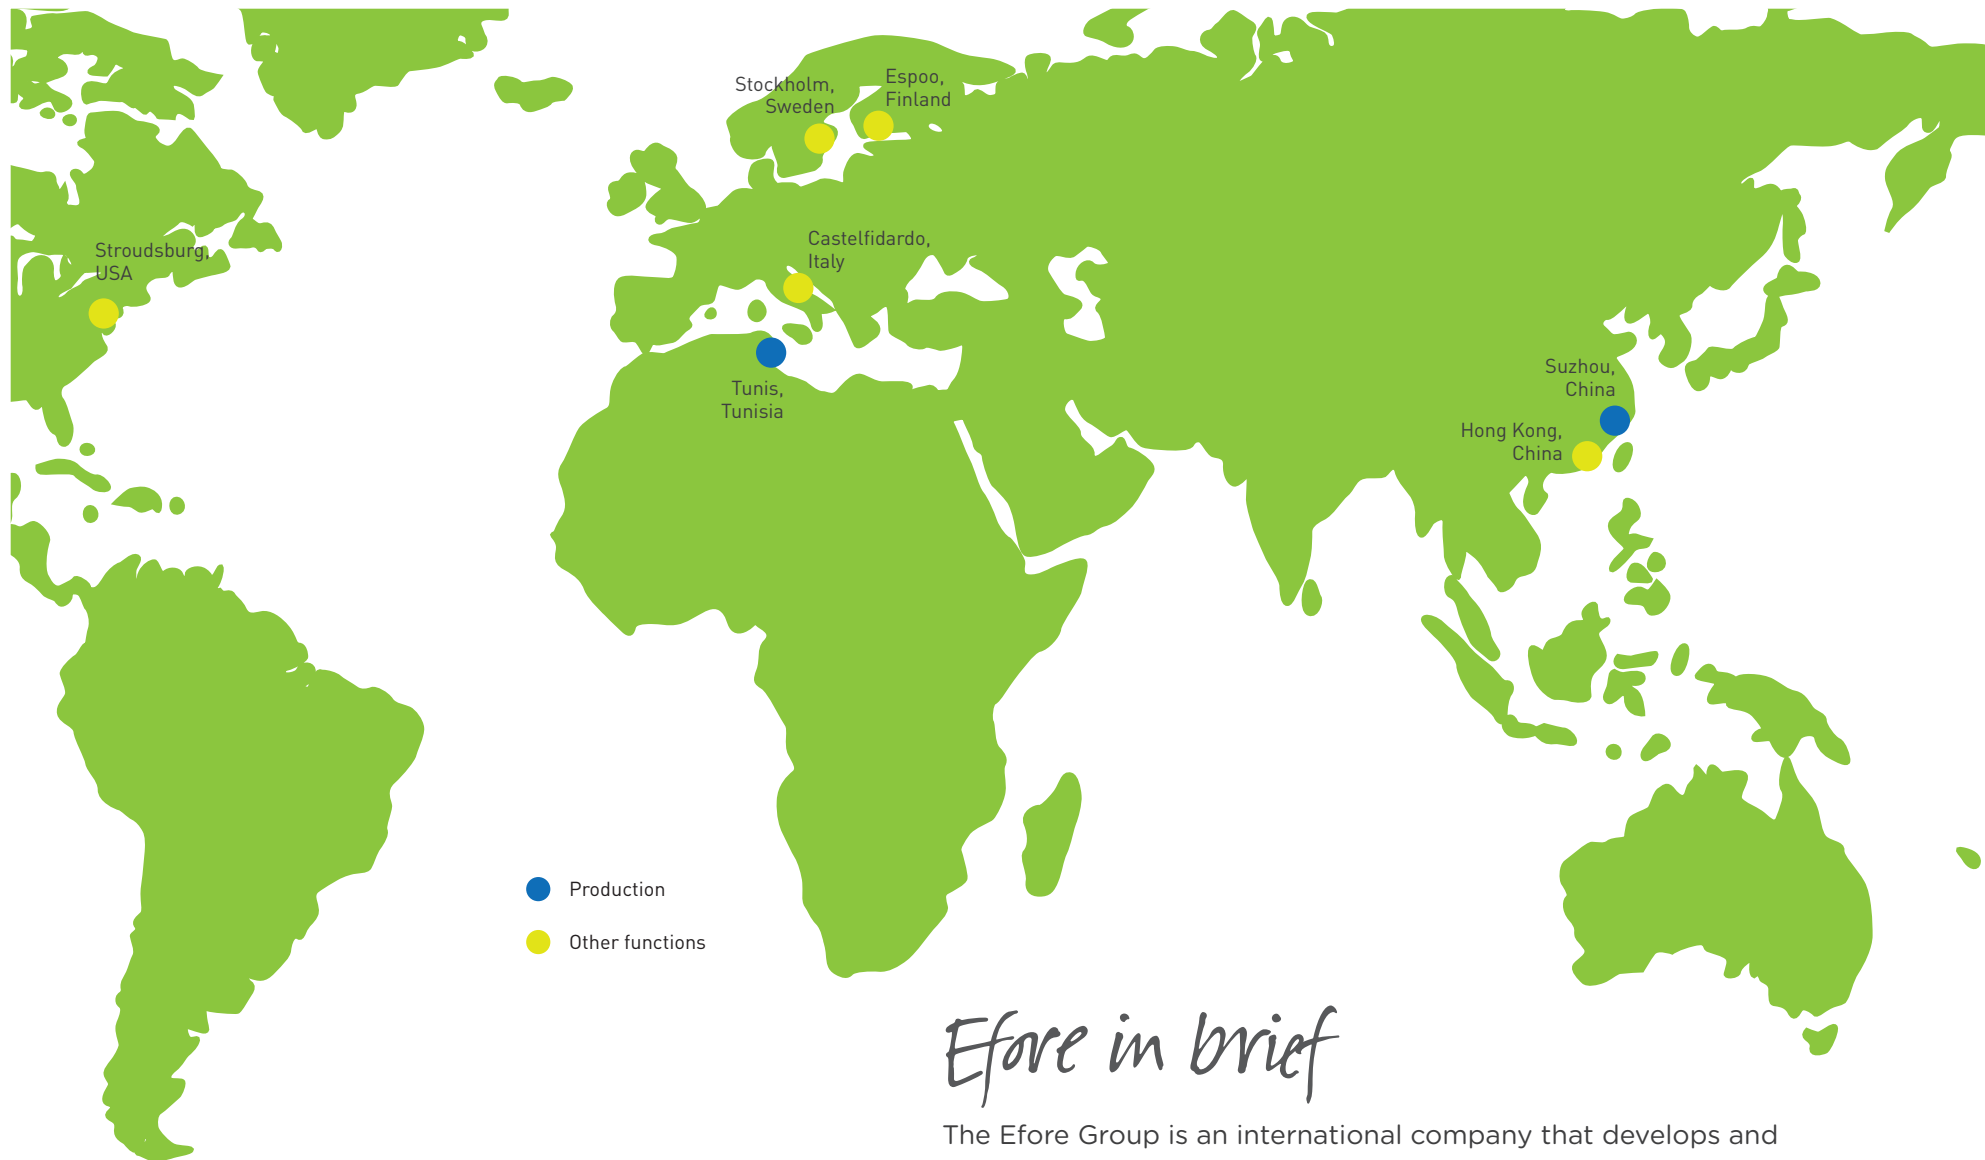 Stockholm,
Sweden
Espoo,
Finland
Stroudsburg,
USA
Castelfidardo,
Italy
Tunis,
Tunisia
Suzhou,
China
Hong Kong,
China
Production
Other functions
Efore in brief
The Efore Group is an international company that develops and